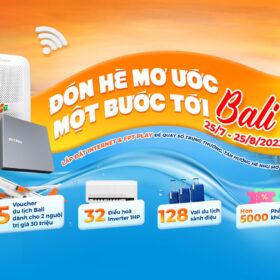 ĐÓN HÈ MƠ ƯỚC
MỘT BƯỚC TỚI Bali
25/7 - 25/8/202
LẮP ĐẶT INTERNET & FPT PLAY ĐỂ QUAY SỐ TRÚNG THƯỞNG, TẬN HƯỞNG HÈ NHƯ MƠ
5 Voucher
du lịch Bali
dành cho 2 người
trị giá 30 triệu
32 Điều hoà
Inverter 1HP
128 Vali du lịch
sành điệu
Hơn
5000